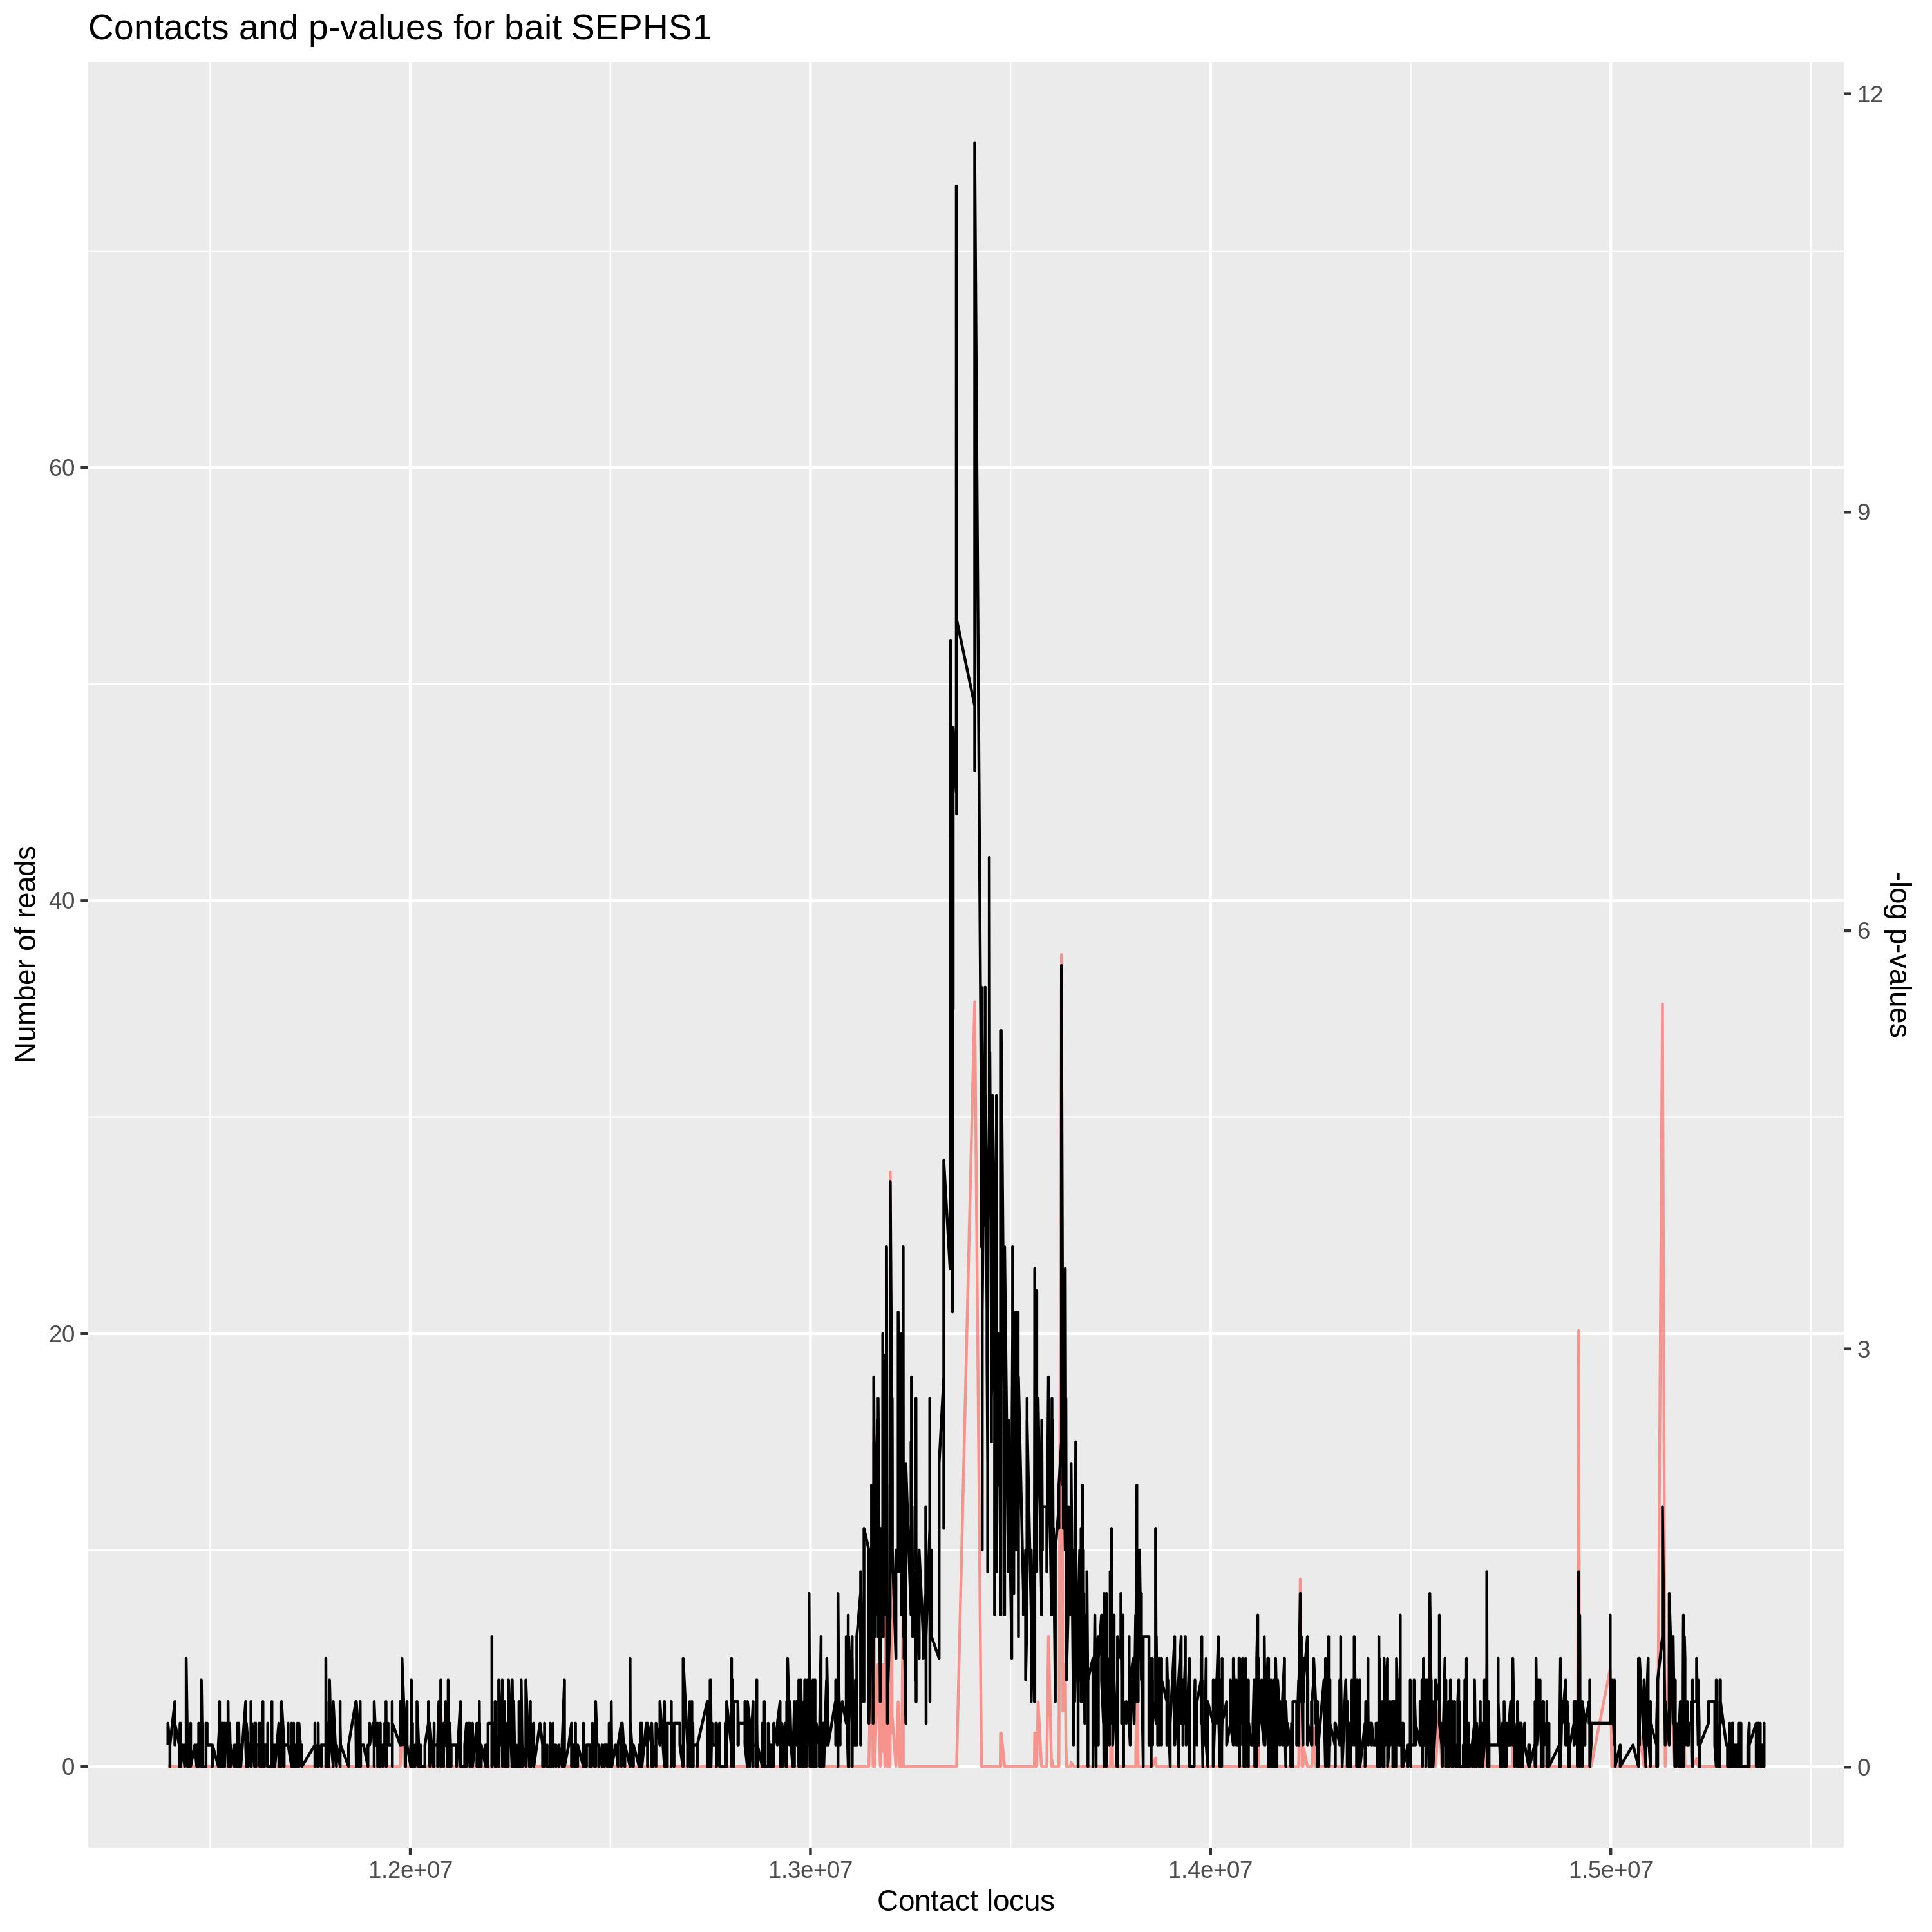 Contacts and p-values for bait SEPHS1
12
60
9
40
6
Number of reads
-log p-values
20
3
0
0
1.2e+07
1.3e+07
1.4e+07
1.5e+07
Contact locus